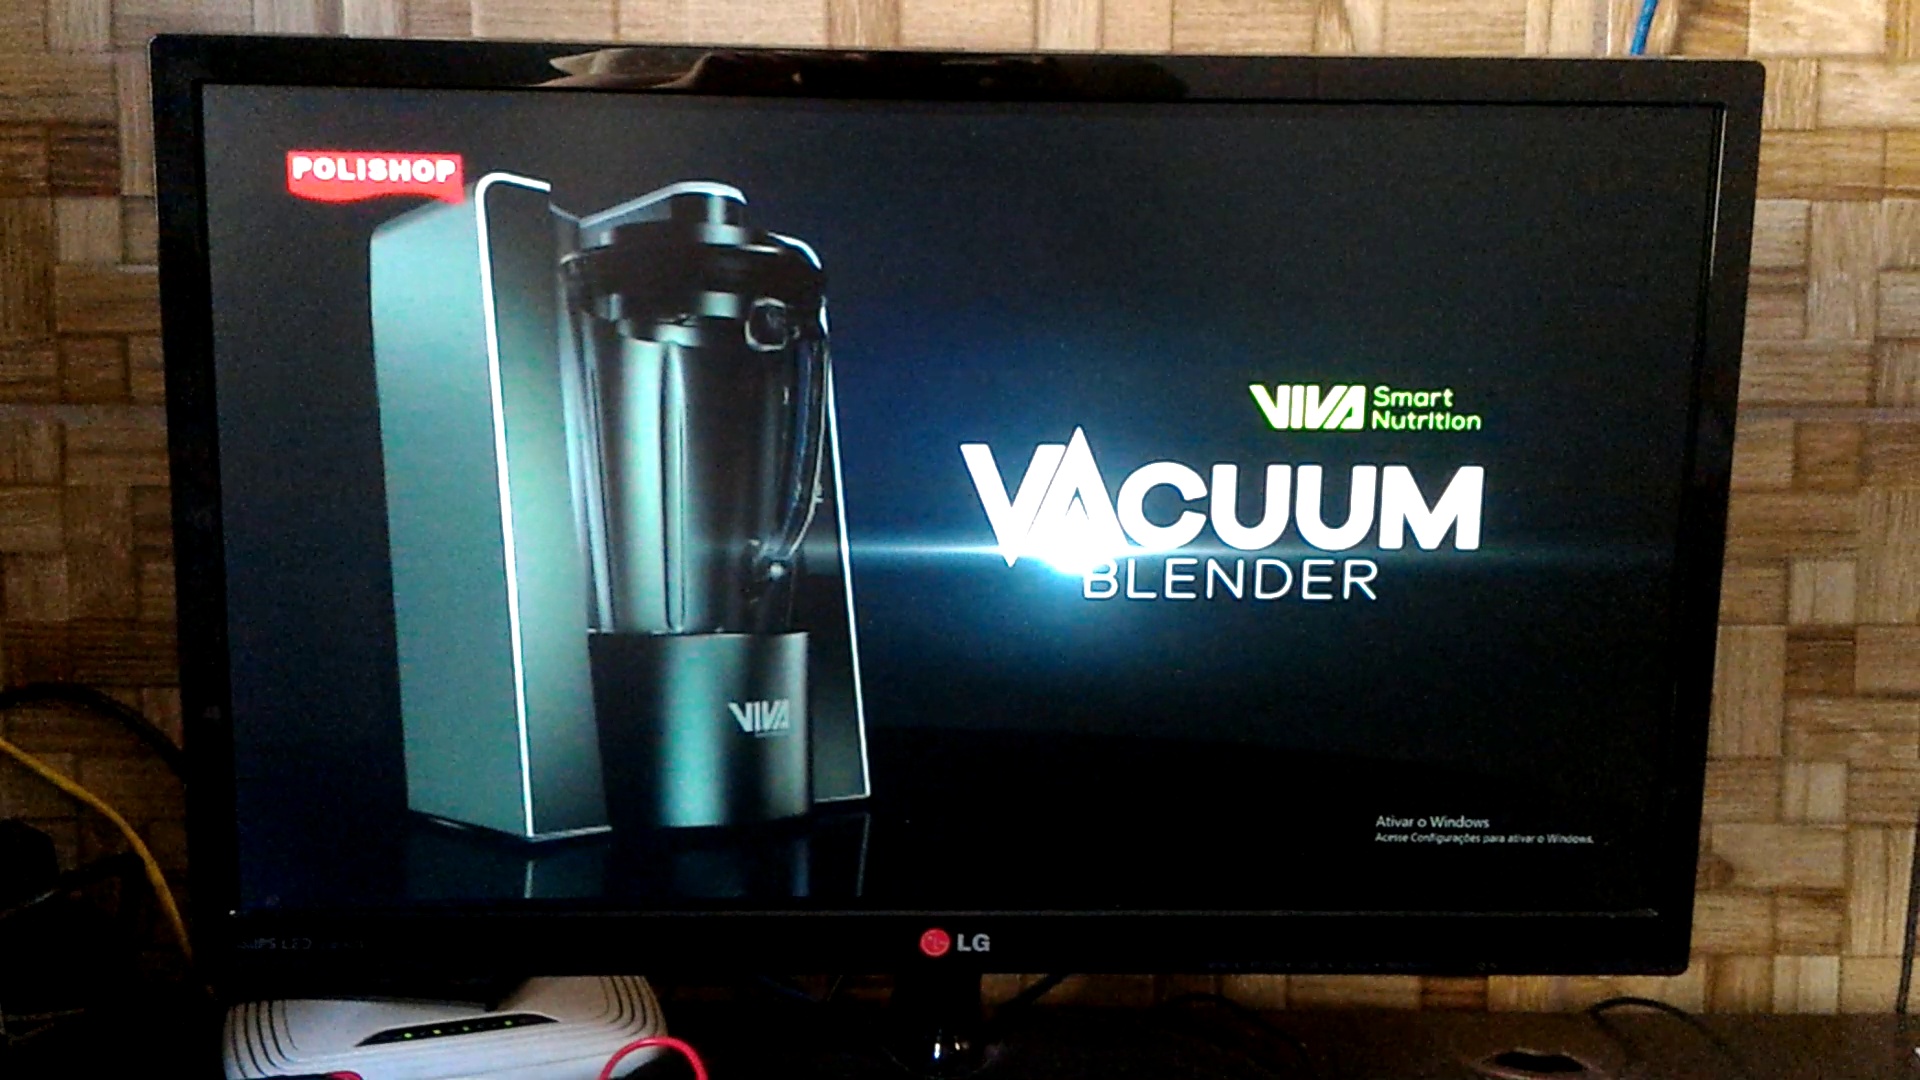 POLISHOP
VIVA Smart
Nutrition
VACUUM
BLENDER
VIVA
Ativar o Windows
Acesse Configurações para ativar o Windows.
LG